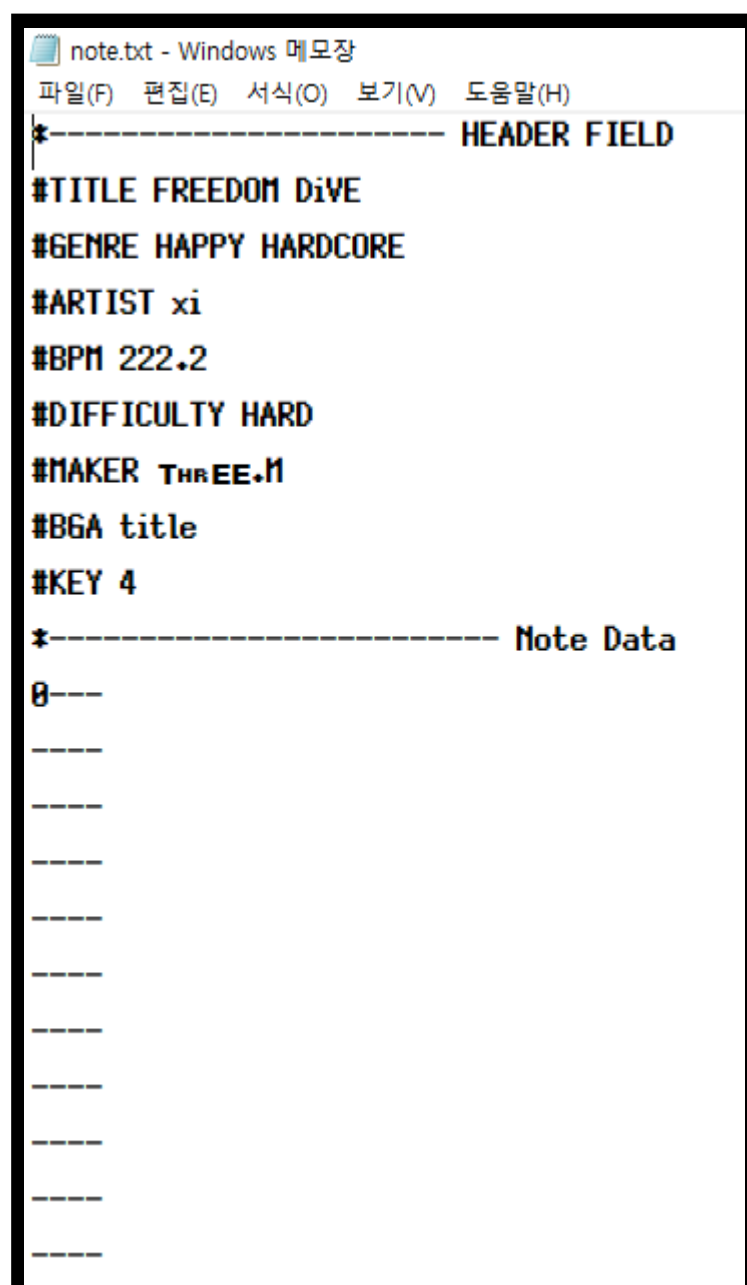 note.txt - Windows 메모장
파일(F) 편집(E) 서식(O) 보기(V) 도움말(H)
*---------------------- HEADER FIELD
#TITLE FREEDOM DiVE
#GENRE HAPPY HARDCORE
#ARTIST xi
#BPM 222.2
#DIFFICULTY HARD
#MAKER THREE.M
#BGA title
#KEY 4
*------------------------- Note Data
0---
----
----
----
----
----
----
----
----
----
----